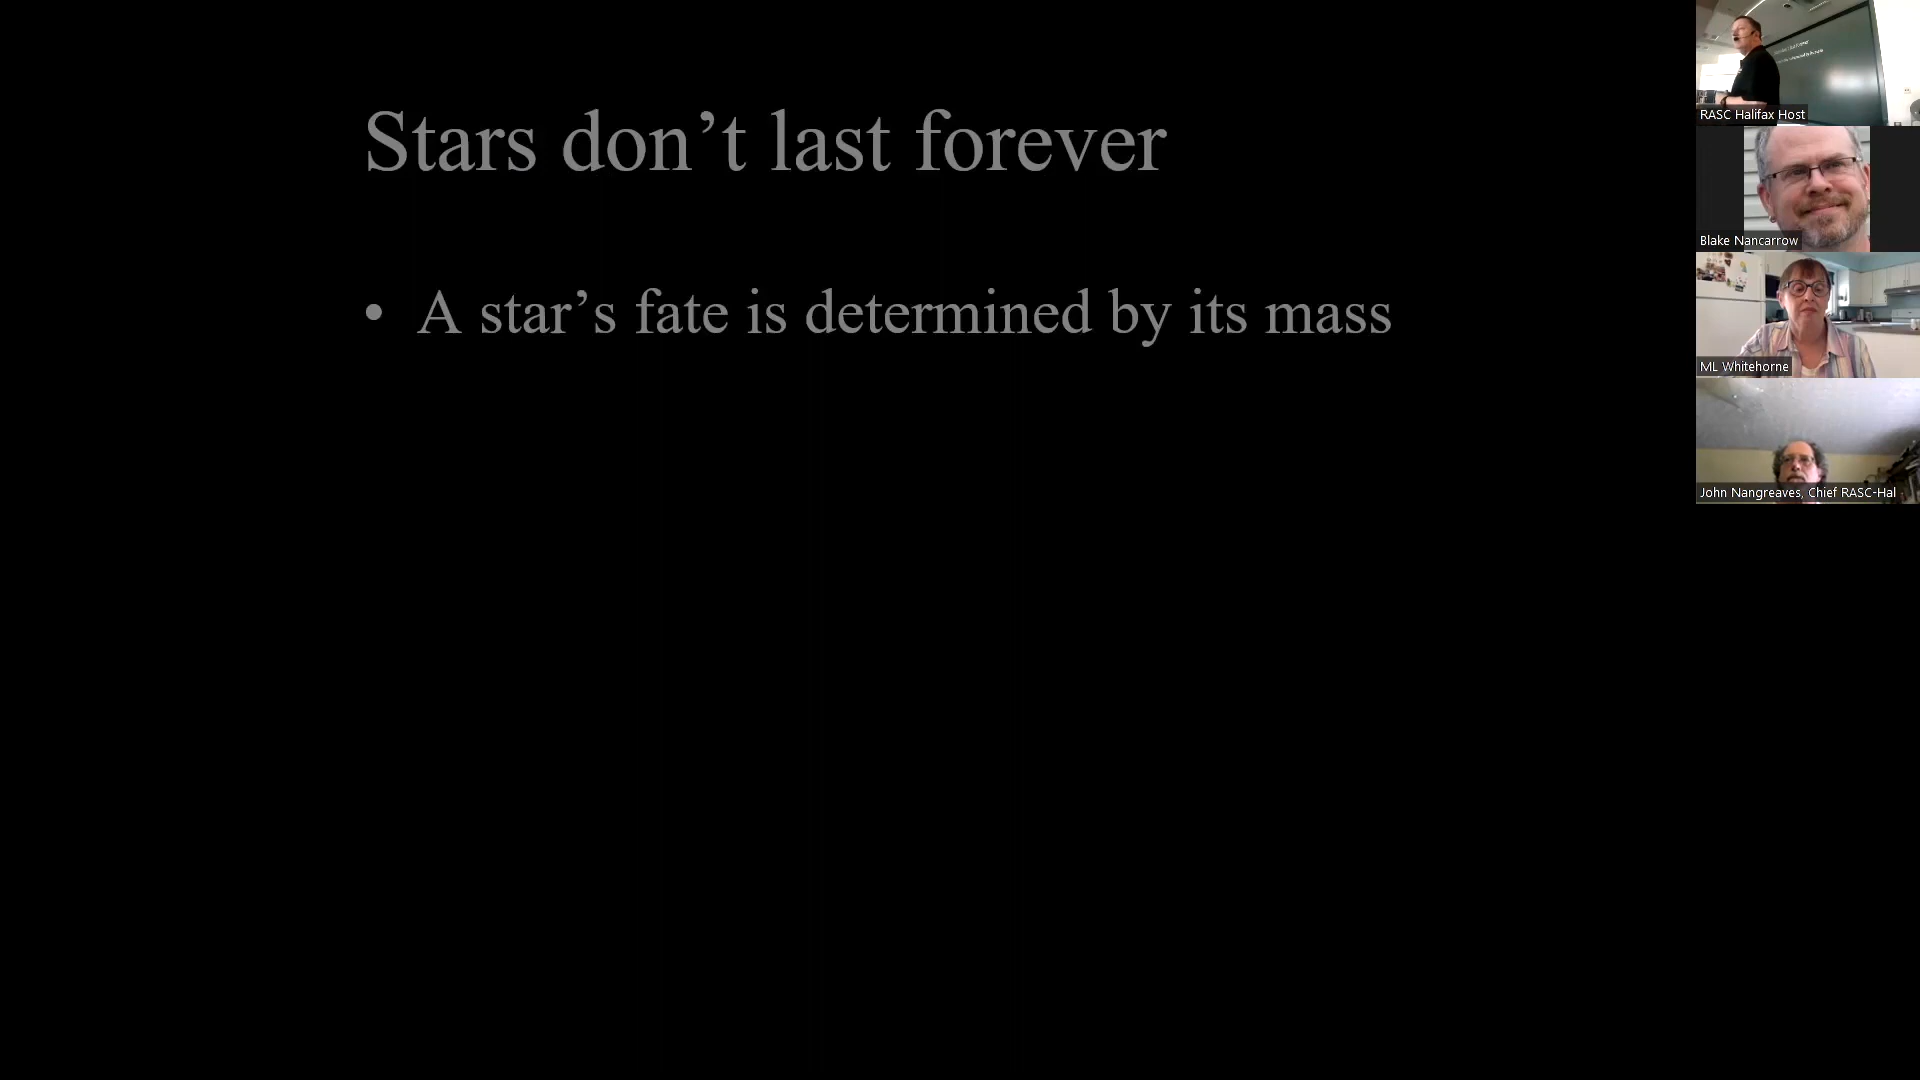 Stars don’t last forever
• A star’s fate is determined by its mass
RASC Halifax Host
Blake Nancarrow
ML Whitehorne
John Nangreaves, Chief RASC-Hal